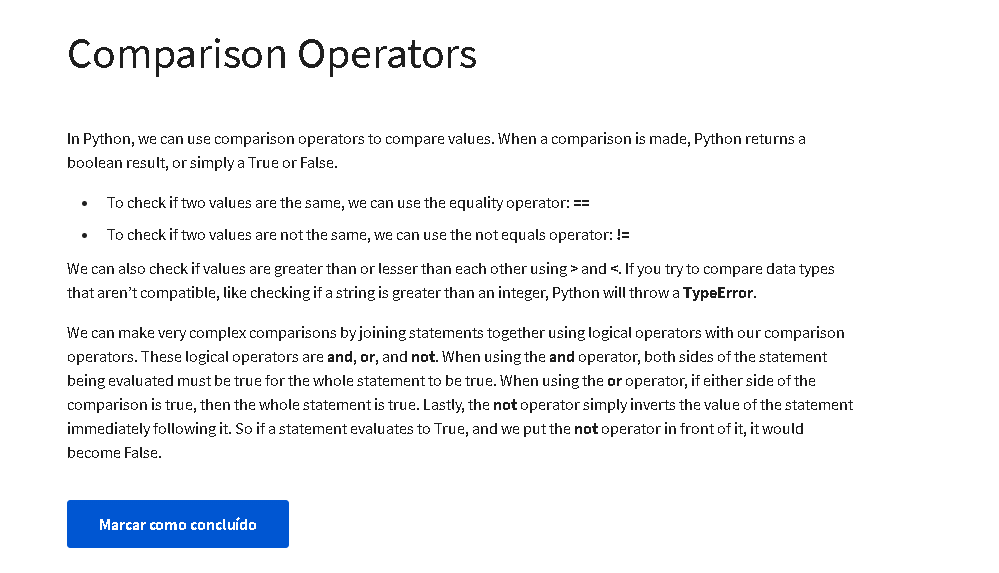 Comparison Operators
In Python, we can use comparison operators to compare values. When a comparison is made, Python returns a
boolean result, or simply a True or False.
• To check if two values are the same, we can use the equality operator: ==
• To check if two values are not the same, we can use the not equals operator: !=
We can also check if values are greater than or lesser than each other using > and <. If you try to compare data types
that aren’t compatible, like checking if a string is greater than an integer, Python will throw a TypeError.
We can make very complex comparisons by joining statements together using logical operators with our comparison
operators. These logical operators are and, or, and not. When using the and operator, both sides of the statement
being evaluated must be true for the whole statement to be true. When using the or operator, if either side of the
comparison is true, then the whole statement is true. Lastly, the not operator simply inverts the value of the statement
immediately following it. So if a statement evaluates to True, and we put the not operator in front of it, it would
become False.
Marcar como concluído